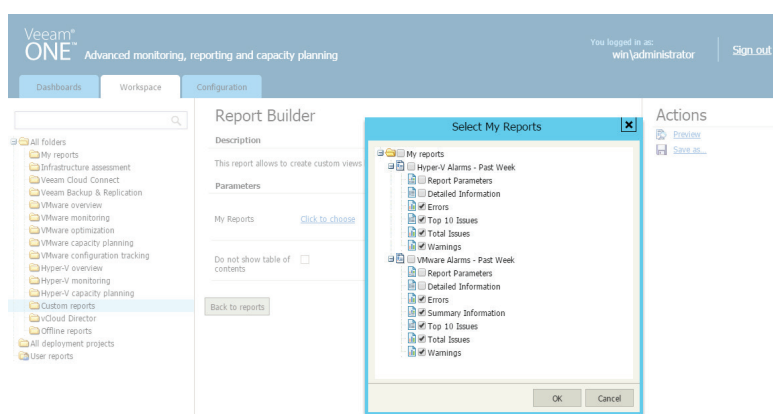 Veeam®
ONE™ Advanced monitoring, reporting and capacity planning
You logged in as:
win\administrator
Sign out
Dashboards
Workspace
Configuration
All folders
My reports
Infrastructure assessment
Veeam Cloud Connect
Veeam Backup & Replication
VMware overview
VMware monitoring
VMware optimization
VMware capacity planning
VMware configuration tracking
Hyper-V overview
Hyper-V monitoring
Hyper-V capacity planning
Custom reports
vCloud Director
Offline reports
All deployment projects
User reports
Report Builder
Description
This report allows to create custom views
Parameters
My Reports Click to choose
Do not show table of
contents
Back to reports
Select My Reports
My reports
Hyper-V Alarms - Past Week
Report Parameters
Detailed Information
Errors
Top 10 Issues
Total Issues
Warnings
VMware Alarms - Past Week
Report Parameters
Detailed Information
Errors
Summary Information
Top 10 Issues
Total Issues
Warnings
OK Cancel
Actions
Preview
Save as...